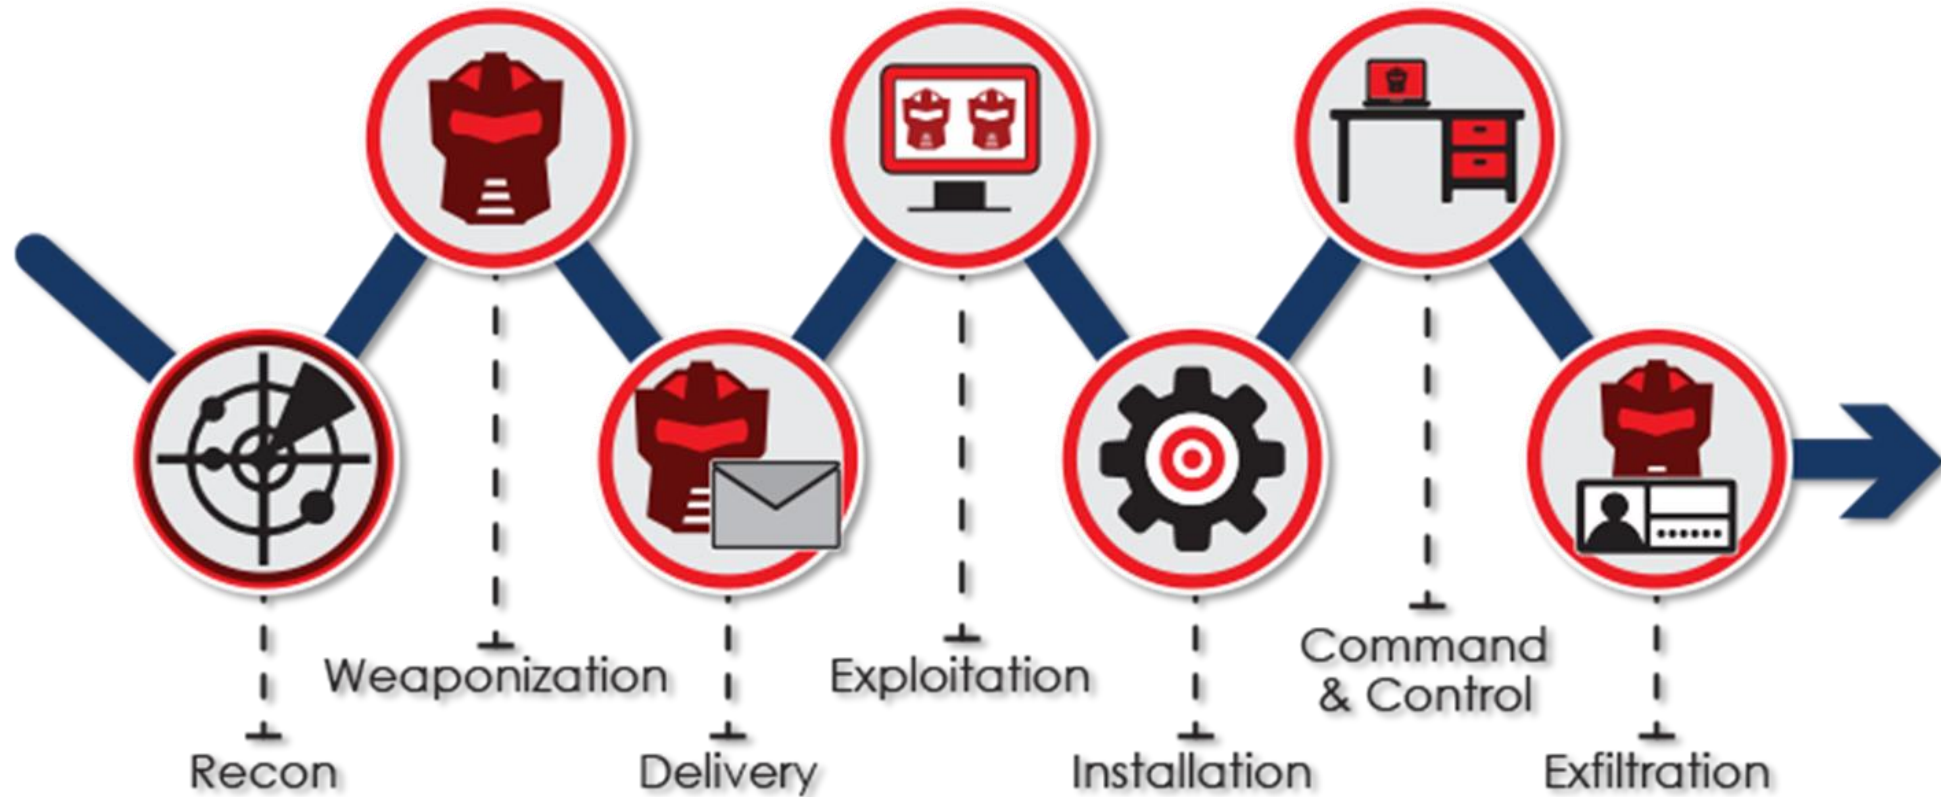 Recon
Weaponization
Delivery
Exploitation
Installation
Command
& Control
Exfiltration